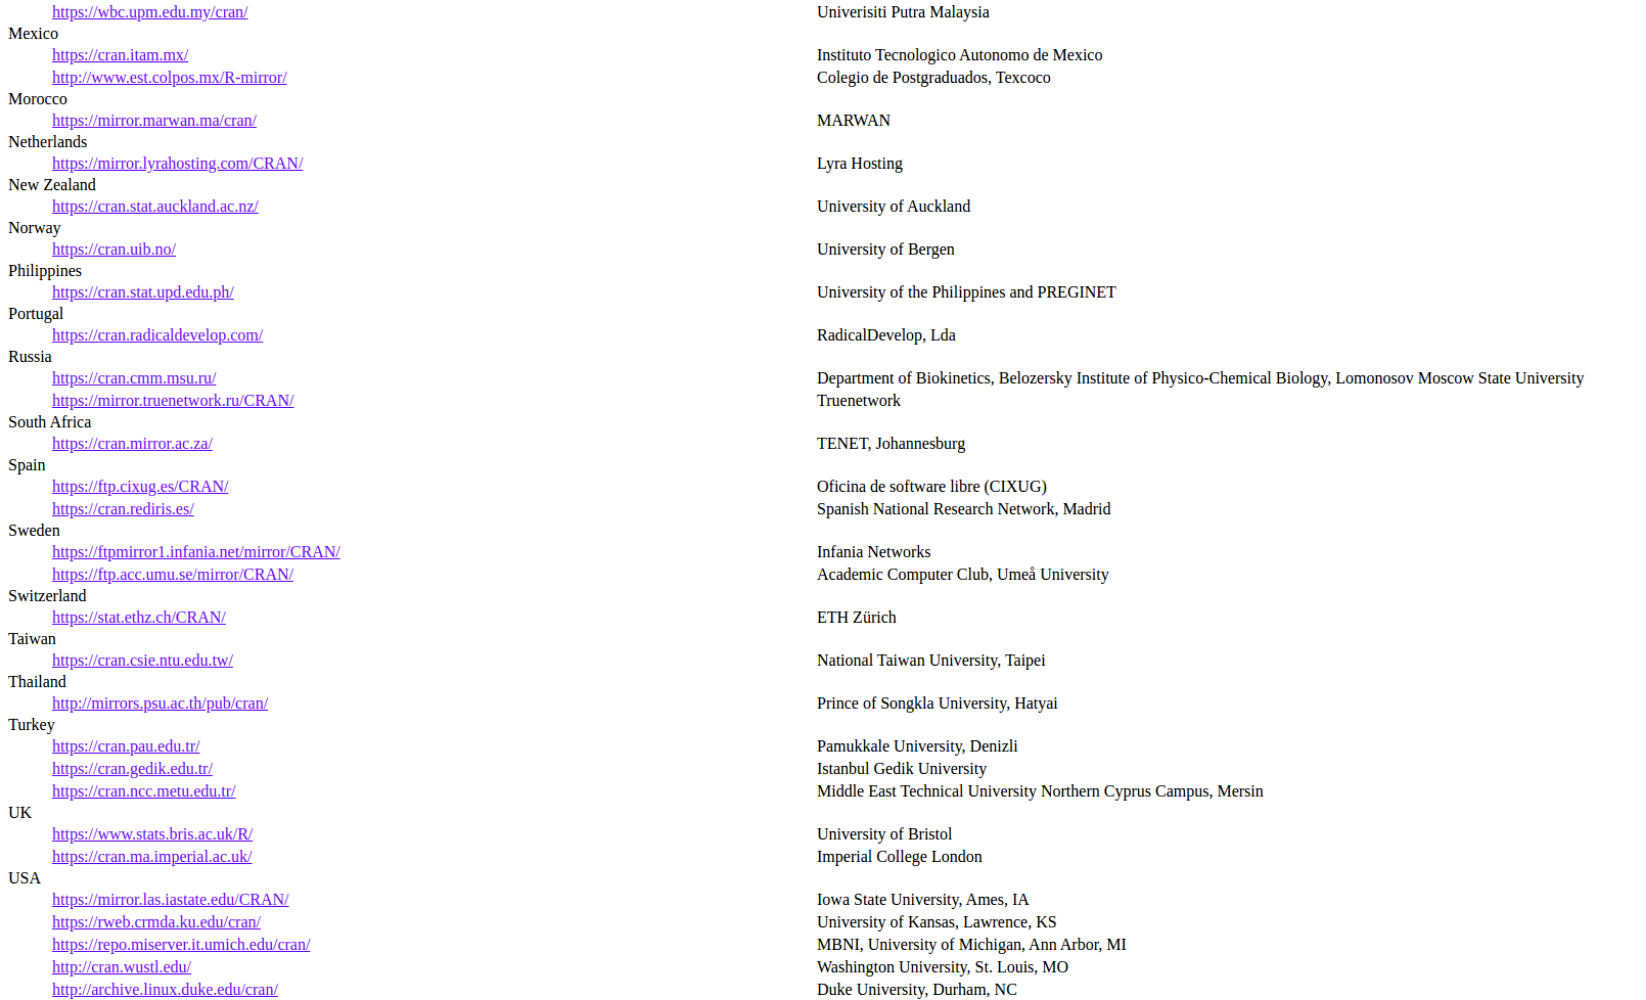 https://wbc.upm.edu.my/cran/ Univerisiti Putra Malaysia
Mexico
https://cran.itam.mx/ Instituto Tecnologico Autonomo de Mexico
http://www.est.colpos.mx/R-mirror/ Colegio de Postgraduados, Texcoco
Morocco
https://mirror.marwan.ma/cran/ MARWAN
Netherlands
https://mirror.lyrahosting.com/CRAN/ Lyra Hosting
New Zealand
https://cran.stat.auckland.ac.nz/ University of Auckland
Norway
https://cran.uib.no/ University of Bergen
Philippines
https://cran.stat.upd.edu.ph/ University of the Philippines and PREGINET
Portugal
https://cran.radicaldevelop.com/ RadicalDevelop, Lda
Russia
https://cran.cmm.msu.ru/ Department of Biokinetics, Belozersky Institute of Physico-Chemical Biology, Lomonosov Moscow State University
https://mirror.truenetwork.ru/CRAN/ Truenetwork
South Africa
https://cran.mirror.ac.za/ TENET, Johannesburg
Spain
https://ftp.cixug.es/CRAN/ Oficina de software libre (CIXUG)
https://cran.rediris.es/ Spanish National Research Network, Madrid
Sweden
https://ftpmirror1.infania.net/mirror/CRAN/ Infania Networks
https://ftp.acc.umu.se/mirror/CRAN/ Academic Computer Club, Umeå University
Switzerland
https://stat.ethz.ch/CRAN/ ETH Zürich
Taiwan
https://cran.csie.ntu.edu.tw/ National Taiwan University, Taipei
Thailand
http://mirrors.psu.ac.th/pub/cran/ Prince of Songkla University, Hatyai
Turkey
https://cran.pau.edu.tr/ Pamukkale University, Denizli
https://cran.gedik.edu.tr/ Istanbul Gedik University
https://cran.ncc.metu.edu.tr/ Middle East Technical University Northern Cyprus Campus, Mersin
UK
https://www.stats.bris.ac.uk/R/ University of Bristol
https://cran.ma.imperial.ac.uk/ Imperial College London
USA
https://mirror.las.iastate.edu/CRAN/ Iowa State University, Ames, IA
https://rweb.crmda.ku.edu/cran/ University of Kansas, Lawrence, KS
https://repo.miserver.it.umich.edu/cran/ MBNI, University of Michigan, Ann Arbor, MI
http://cran.wustl.edu/ Washington University, St. Louis, MO
http://archive.linux.duke.edu/cran/ Duke University, Durham, NC